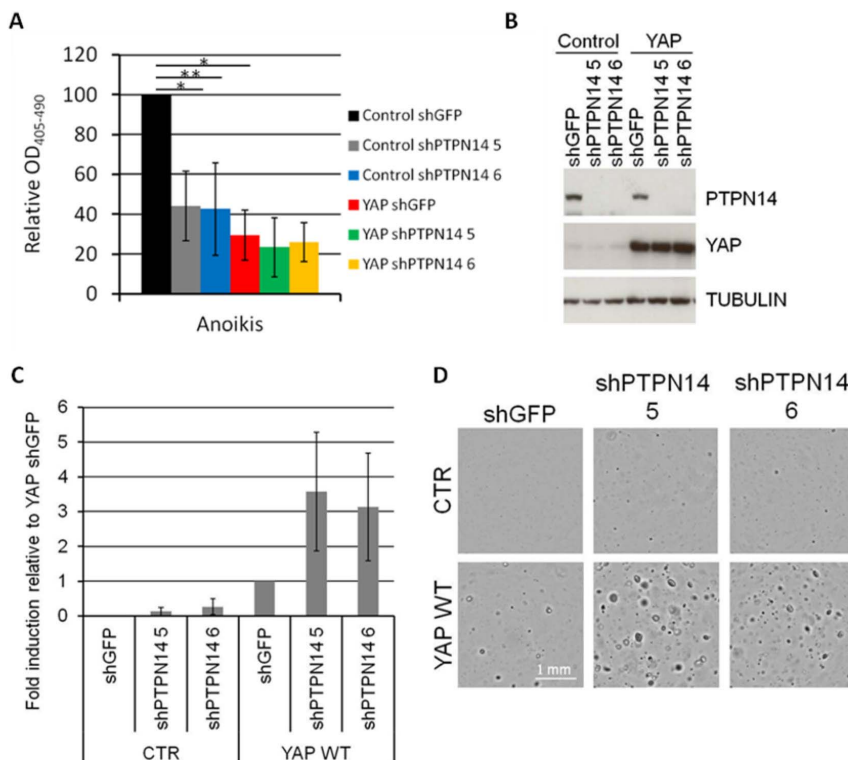 A
Relative OD405-490
120
100
80
60
40
20
0
*
**
*
Anoikis
Control shGFP
Control shPTPN14 5
Control shPTPN14 6
YAP shGFP
YAP shPTPN14 5
YAP shPTPN14 6
B
Control YAP
shGFP
shPTPN14 5
shPTPN14 6
shGFP
shPTPN14 5
shPTPN14 6
PTPN14
YAP
TUBULIN
C
Fold induction relative to YAP shGFP
6
5
4
3
2
1
0
shGFP
shPTPN14 5
shPTPN14 6
shGFP
shPTPN14 5
shPTPN14 6
CTR YAP WT
D
shGFP
shPTPN14
5
shPTPN14
6
CTR
YAP WT
1 mm